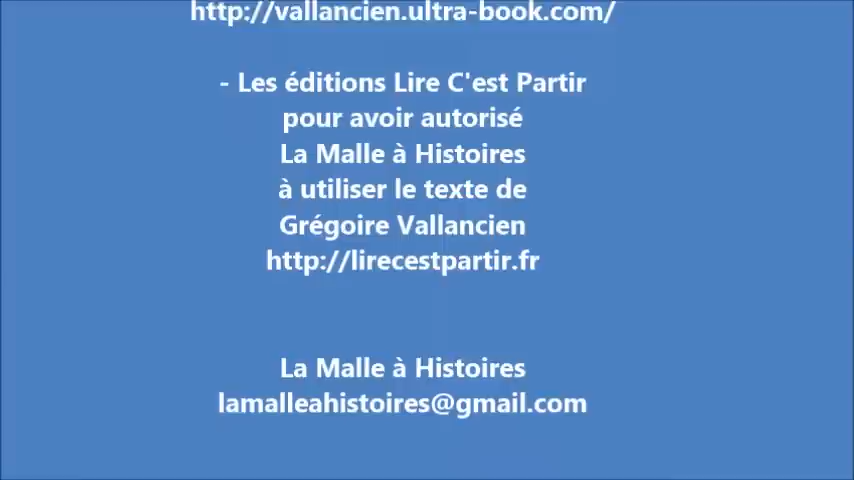 http://vallancien.ultra-book.com/
- Les éditions Lire C'est Partir
pour avoir autorisé
La Malle à Histoires
à utiliser le texte de
Grégoire Vallancien
http://lirecestpartir.fr
La Malle à Histoires
lamalleahistoires@gmail.com